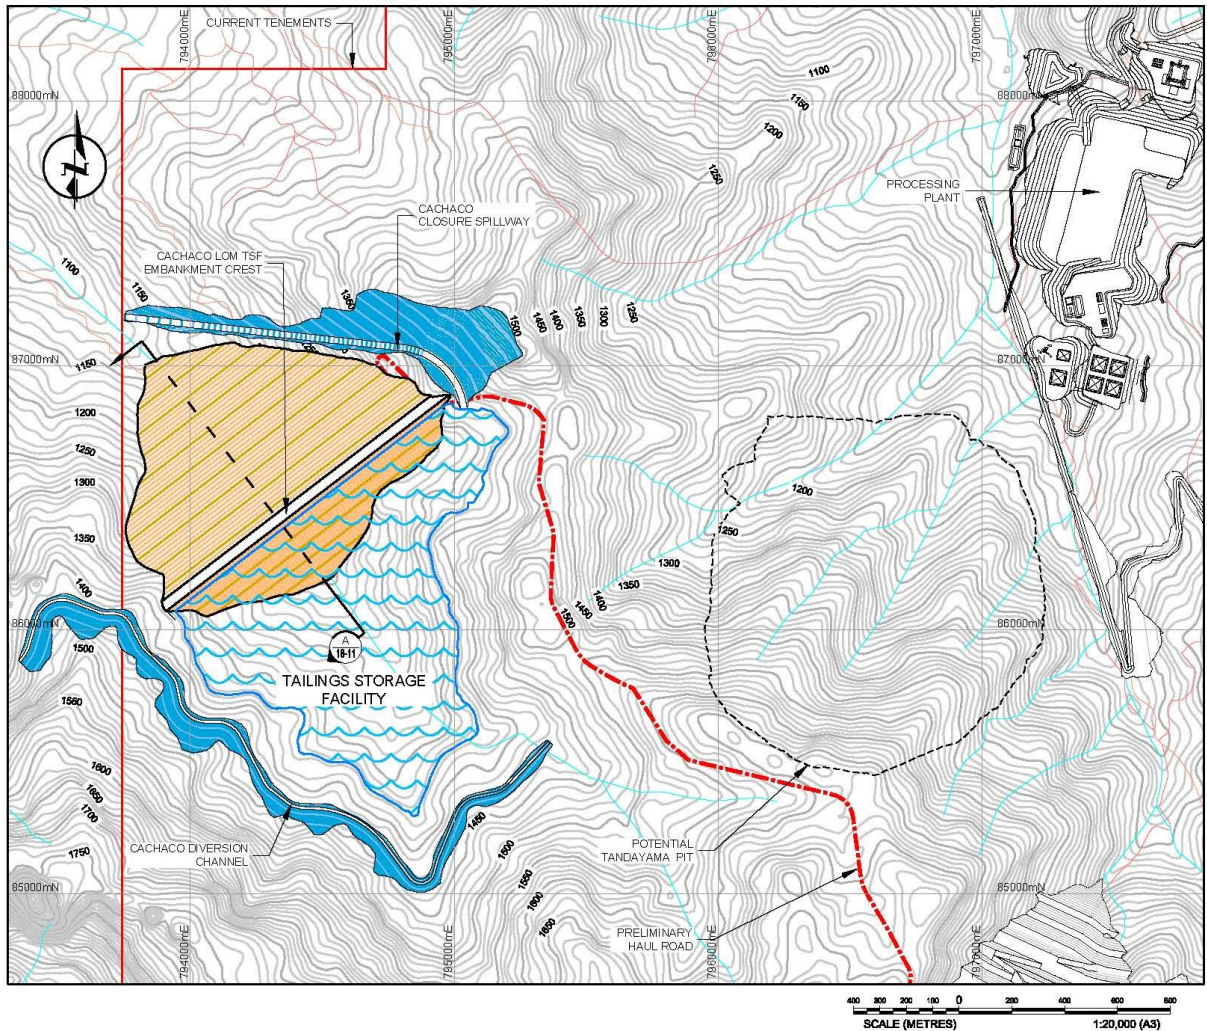 CURRENT TENEMENTS
794000mE
795000mE
796000mE
797000mE
1100
1150
1200
1250
88000mN
88000mN
PROCESSING
PLANT
CACHACO
CLOSURE SPILLWAY
CACHACO LOM TSF
EMBANKMENT CREST
1100
1150
1350
1500
1450
1400
1350
1300
1250
87000mN
87000mN
1150
1200
1250
1300
1350
1400
1200
1250
1300
1350
1400
1450
1500
86000mN
86000mN
A
18-11
TAILINGS STORAGE
FACILITY
1500
1550
1600
1650
1700
1750
CACHACO DIVERSION
CHANNEL
1450
1500
1550
1600
1650
POTENTIAL
TANDAYAMA PIT
PRELIMINARY
HAUL ROAD
85000mN
85000mN
794000mE
795000mE
796000mE
797000mE
400 300 200 100 0 200 400 600 800
SCALE (METRES)
1:20,000 (A3)